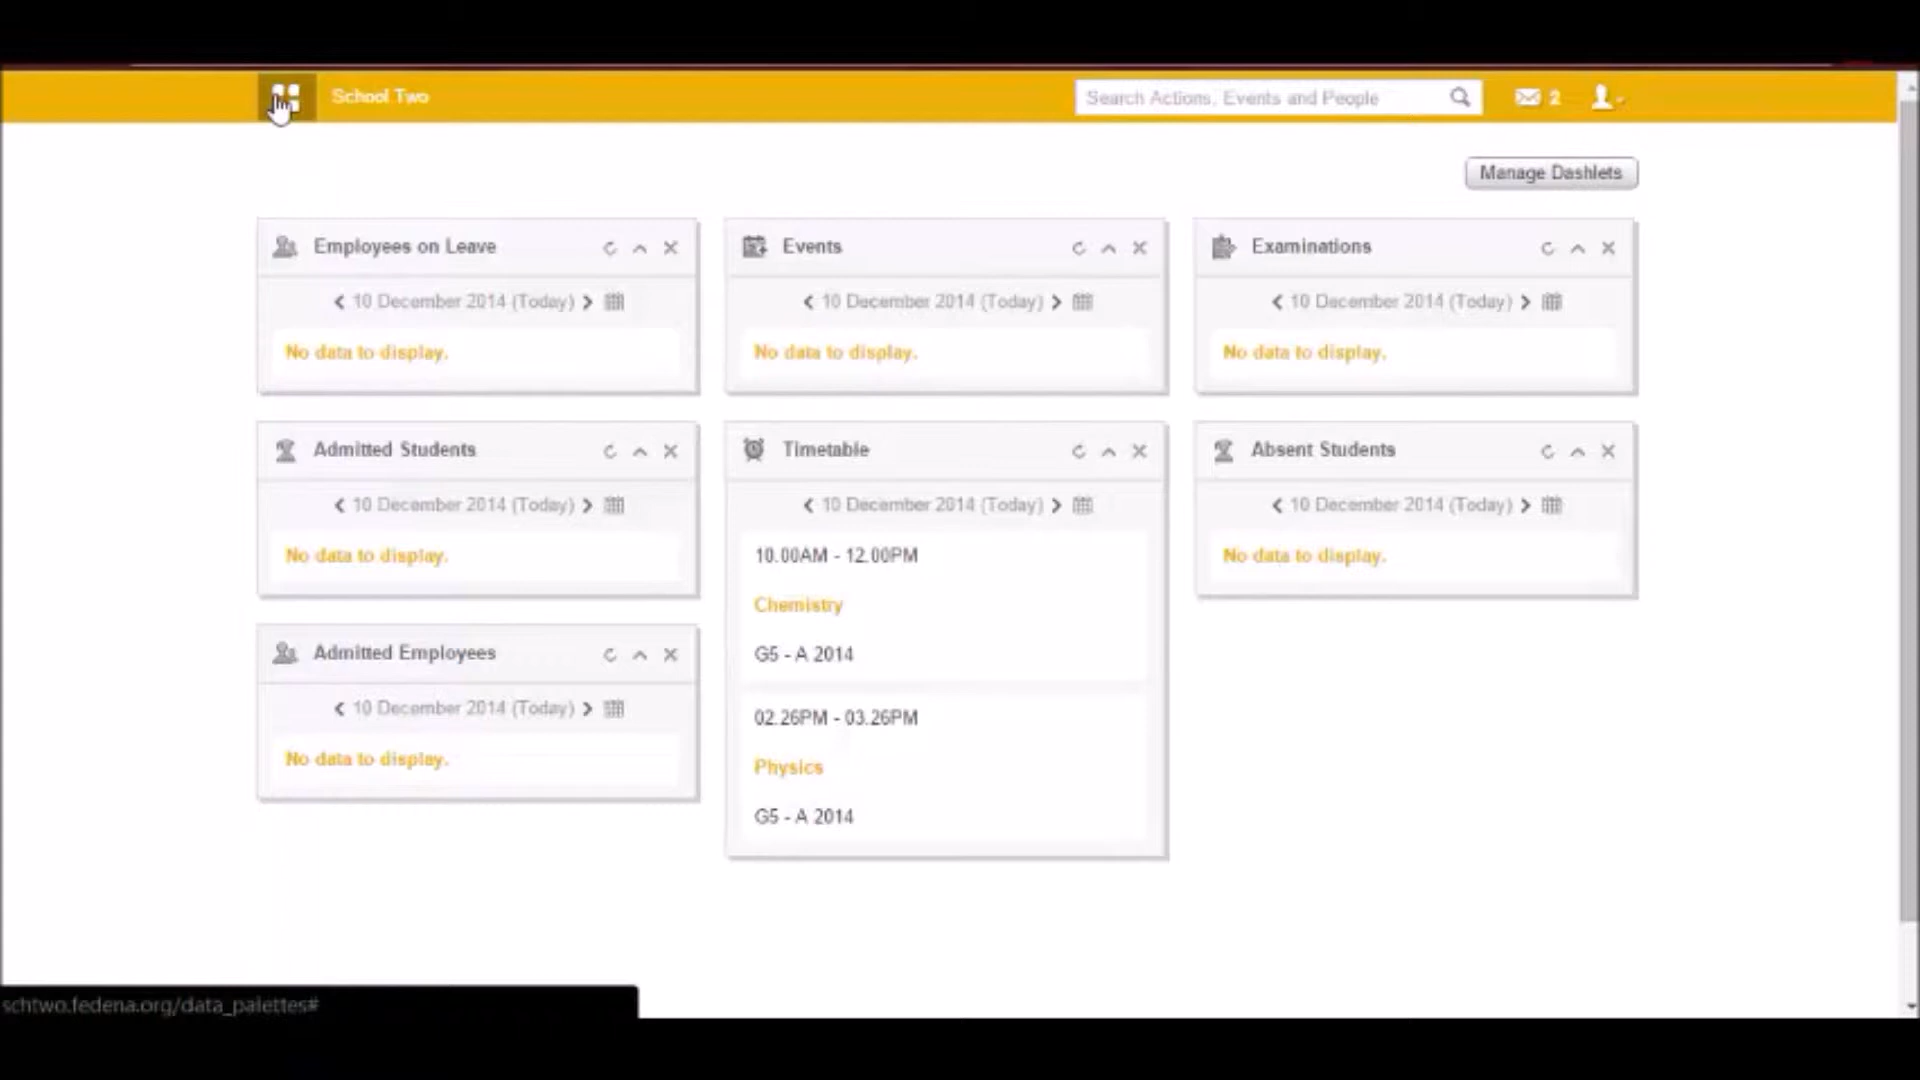 School Two
Search Actions, Events and People
2
Manage Dashlets
Employees on Leave
10 December 2014 (Today)
No data to display.
Events
10 December 2014 (Today)
No data to display.
Examinations
10 December 2014 (Today)
No data to display.
Admitted Students
10 December 2014 (Today)
No data to display.
Timetable
10 December 2014 (Today)
10.00AM - 12.00PM
Chemistry
G5 - A 2014
02.26PM - 03.26PM
Physics
G5 - A 2014
Absent Students
10 December 2014 (Today)
No data to display.
Admitted Employees
10 December 2014 (Today)
No data to display.
schtwo.fedena.org/data_palettes#